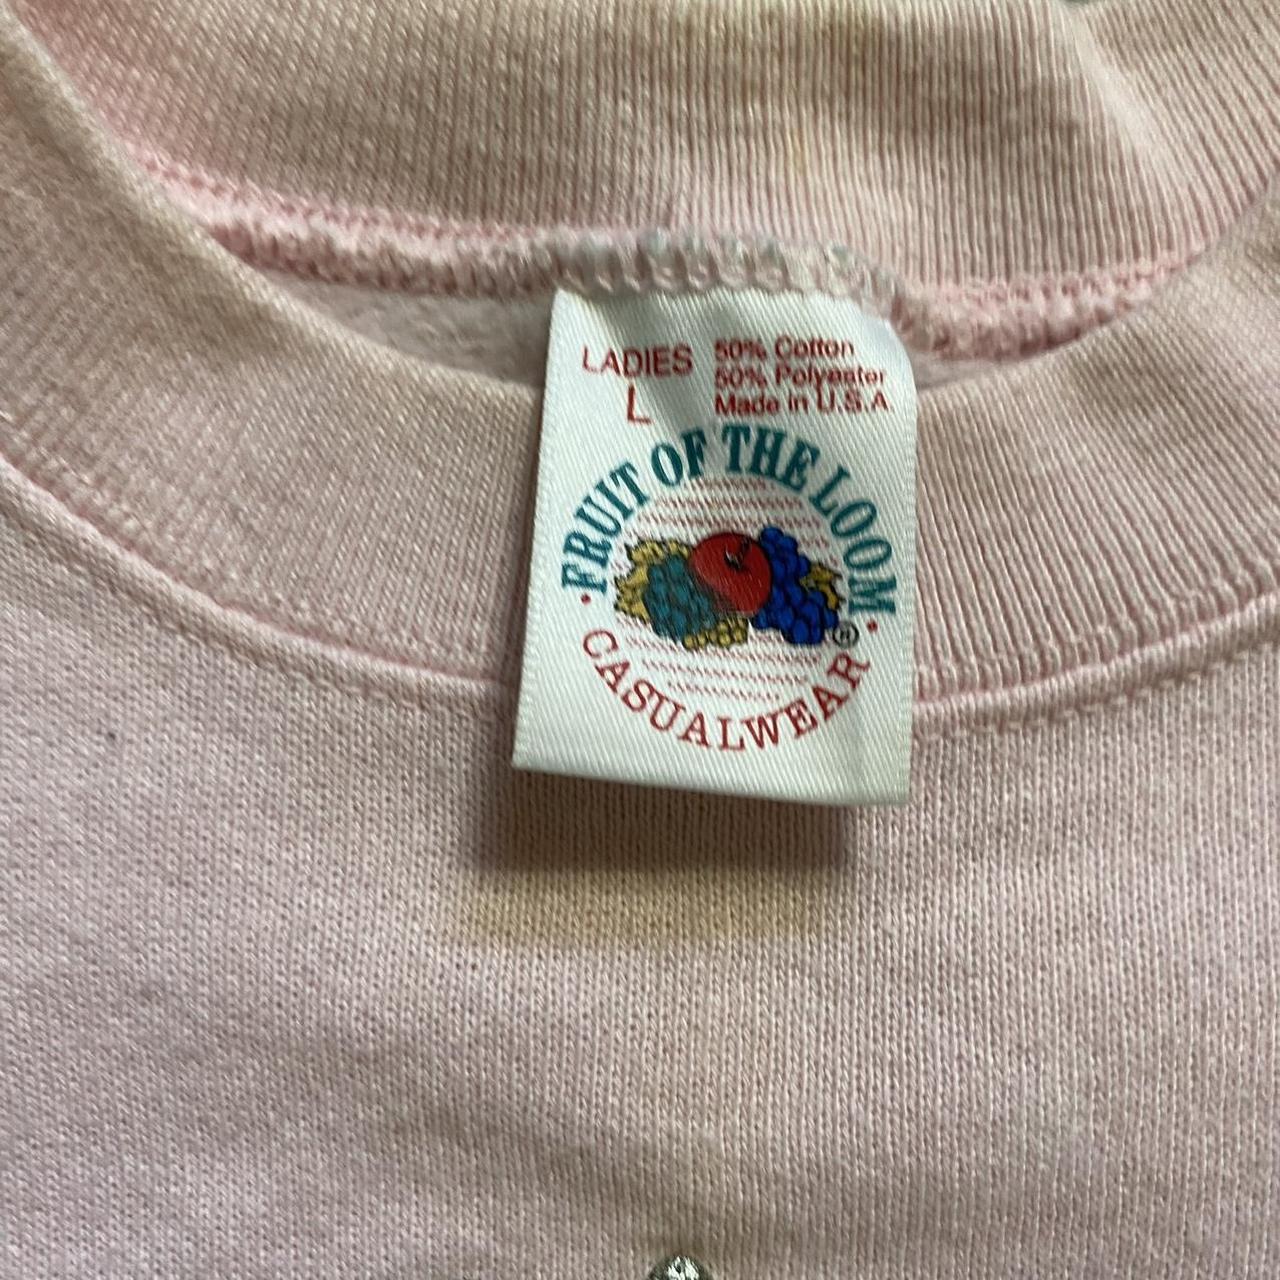 LADIES
L
50% Cotton
50% Polyester
Made in U.S.A.
FRUIT OF THE LOOM
®
CASUALWEAR